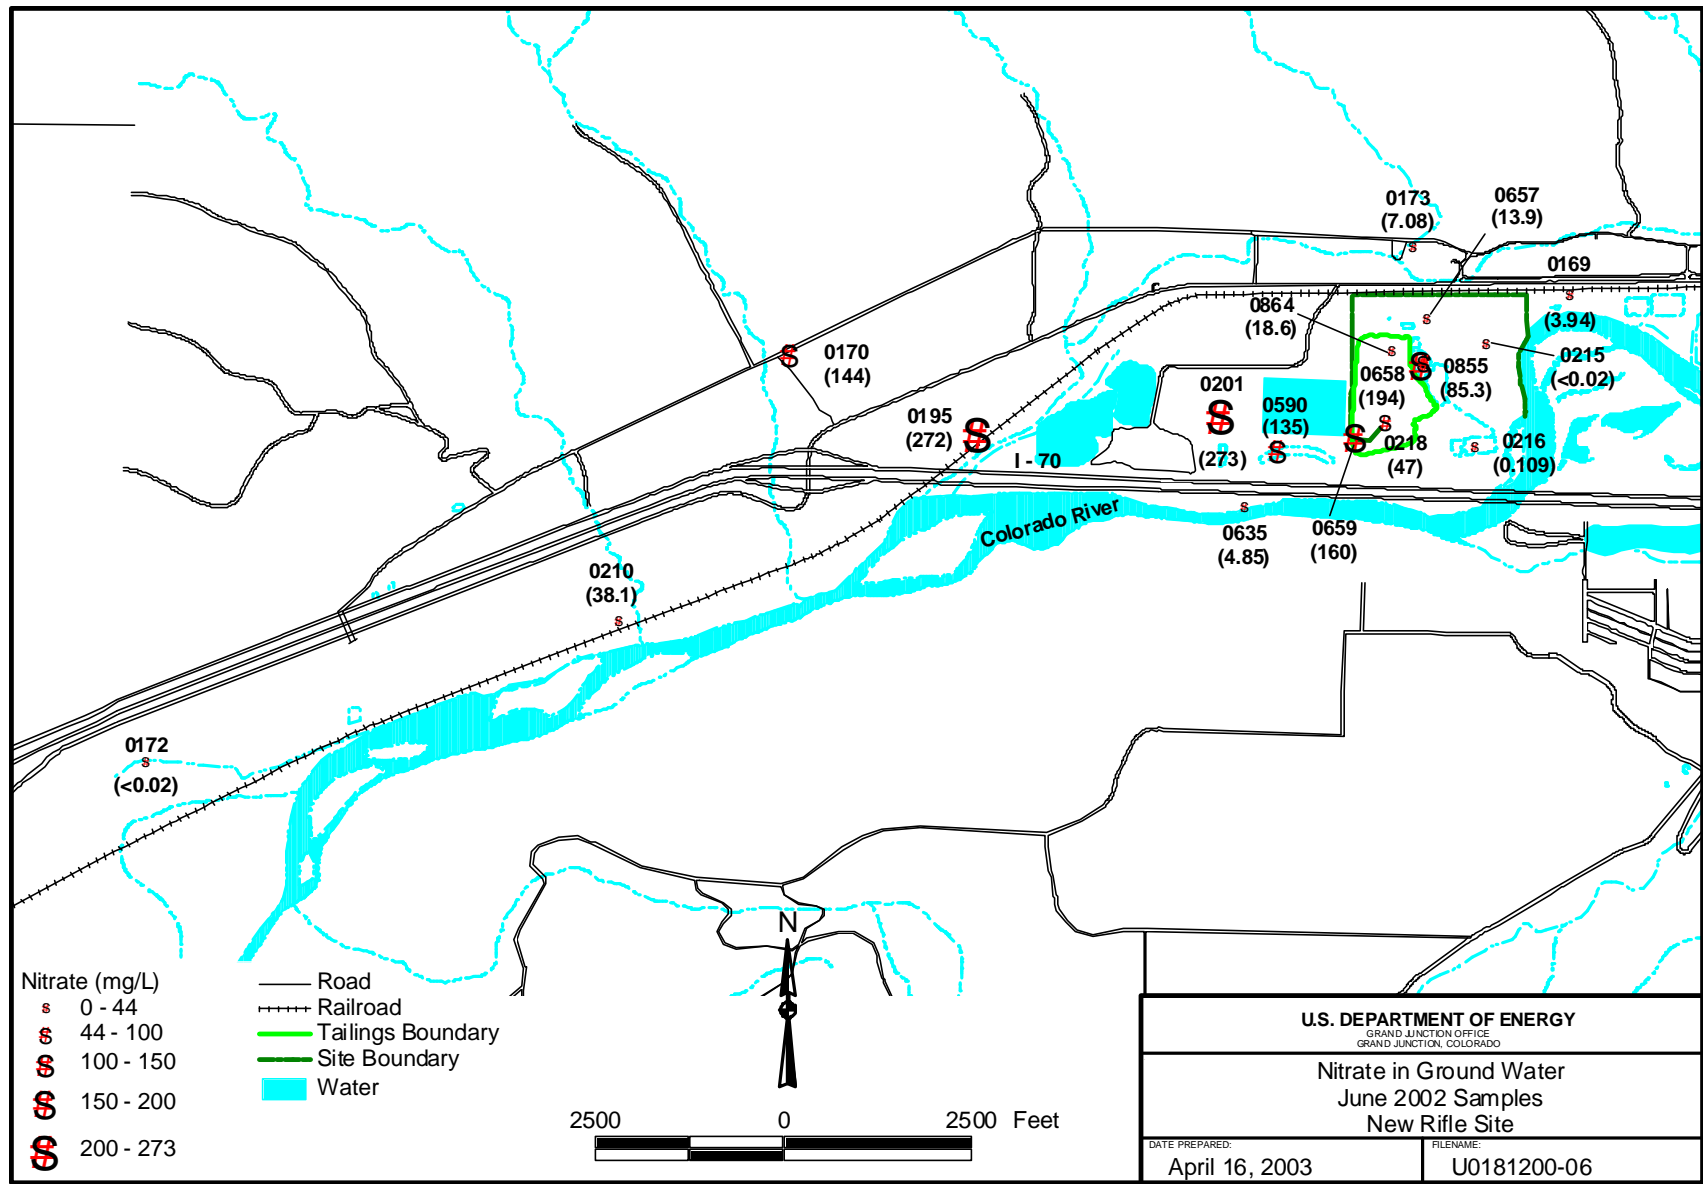 0173
(7.08)
0657
(13.9)
0169
(3.94)
0864
(18.6)
0170
(144)
0215
(<0.02)
0658
(194)
0855
(85.3)
0201
(273)
0590
(135)
0195
(272)
0218
(47)
0216
(0.109)
I - 70
Colorado River
0635
(4.85)
0659
(160)
0210
(38.1)
0172
(<0.02)
N
Nitrate (mg/L)
0 - 44
44 - 100
100 - 150
150 - 200
200 - 273
Road
Railroad
Tailings Boundary
Site Boundary
Water
2500 0 2500 Feet
U.S. DEPARTMENT OF ENERGY
GRAND JUNCTION OFFICE
GRAND JUNCTION, COLORADO
Nitrate in Ground Water
June 2002 Samples
New Rifle Site
DATE PREPARED:
April 16, 2003
FILENAME:
U0181200-06